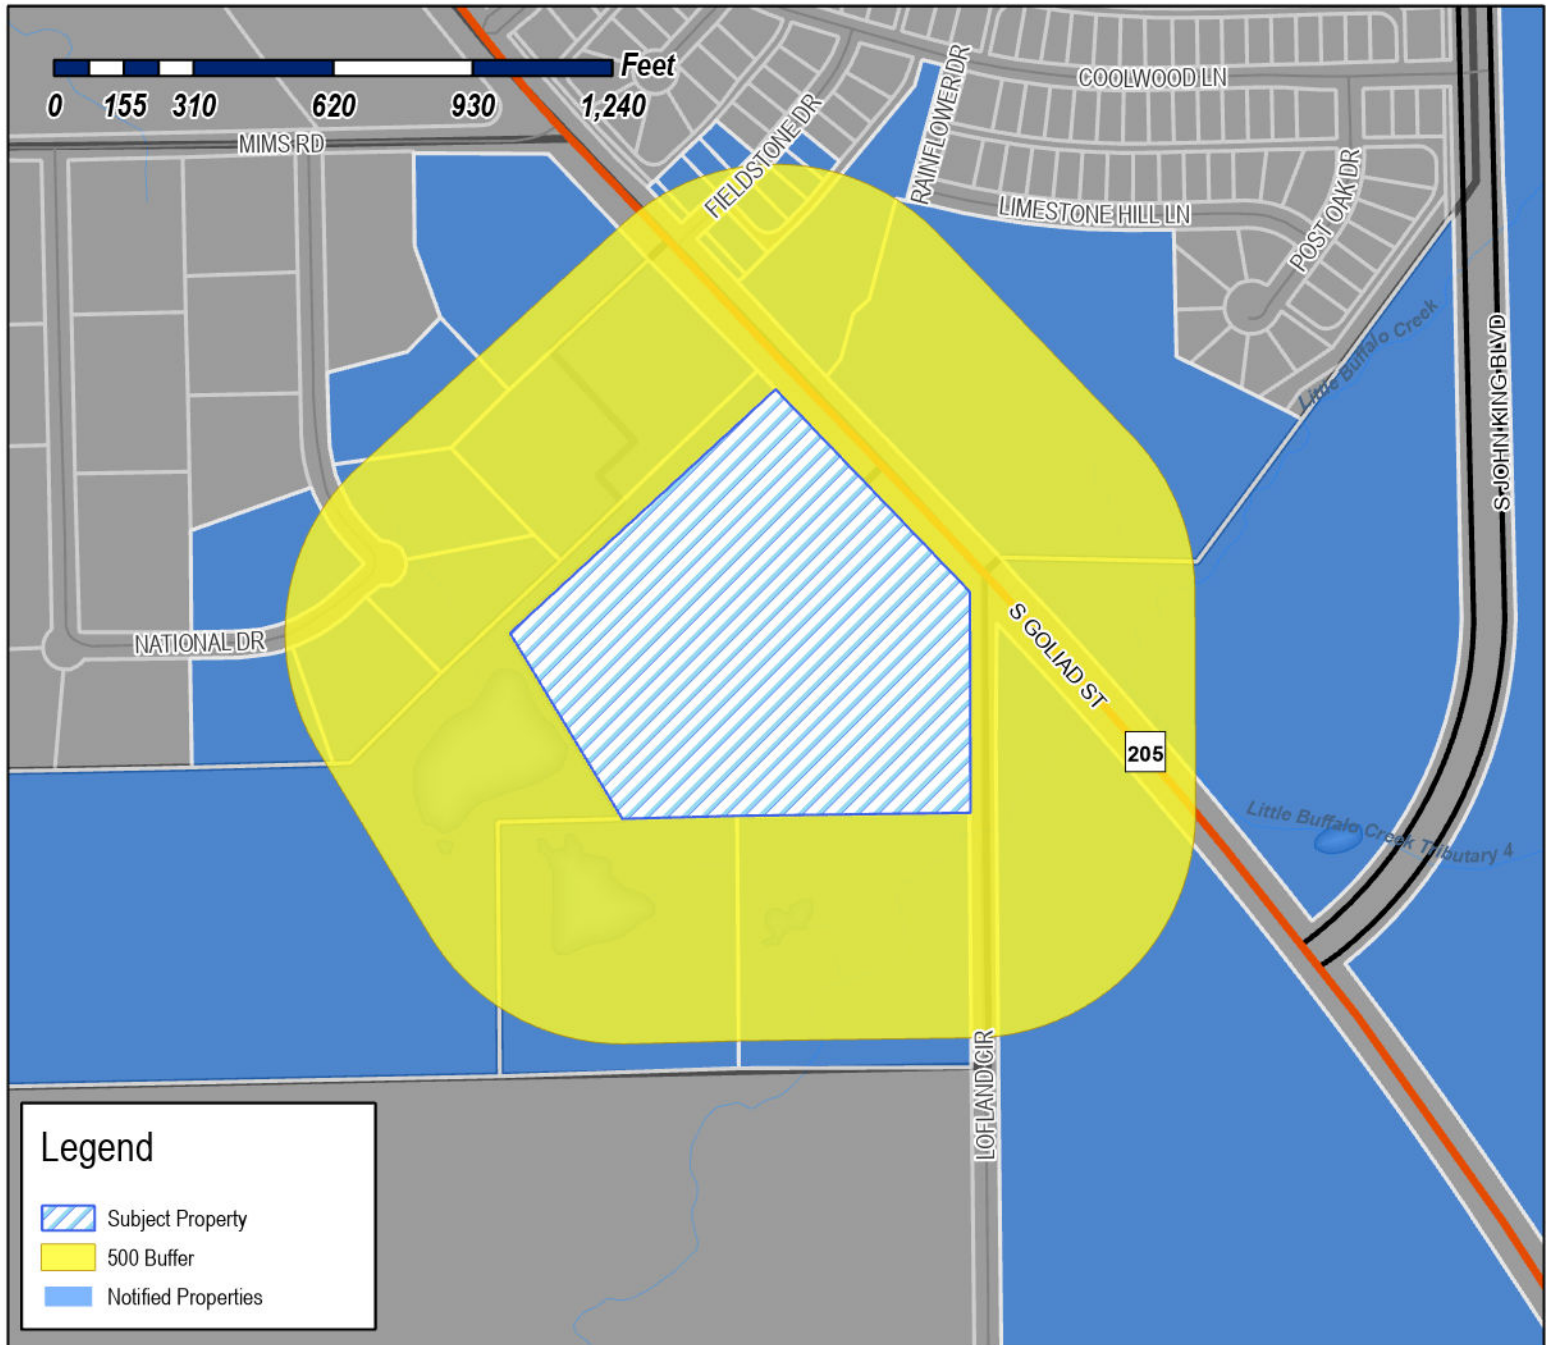 Feet
0 155 310 620 930 1,240
MIMS RD
FIELDSTONE DR
RAINFLOWER DR
COOLWOOD LN
LIMESTONE HILL LN
POST OAK DR
Little Buffalo Creek
S JOHN KING BLVD
NATIONAL DR
S GOLIAD ST
205
Little Buffalo Creek Tributary 4
LOFLAND CIR
Legend
Subject Property
500 Buffer
Notified Properties